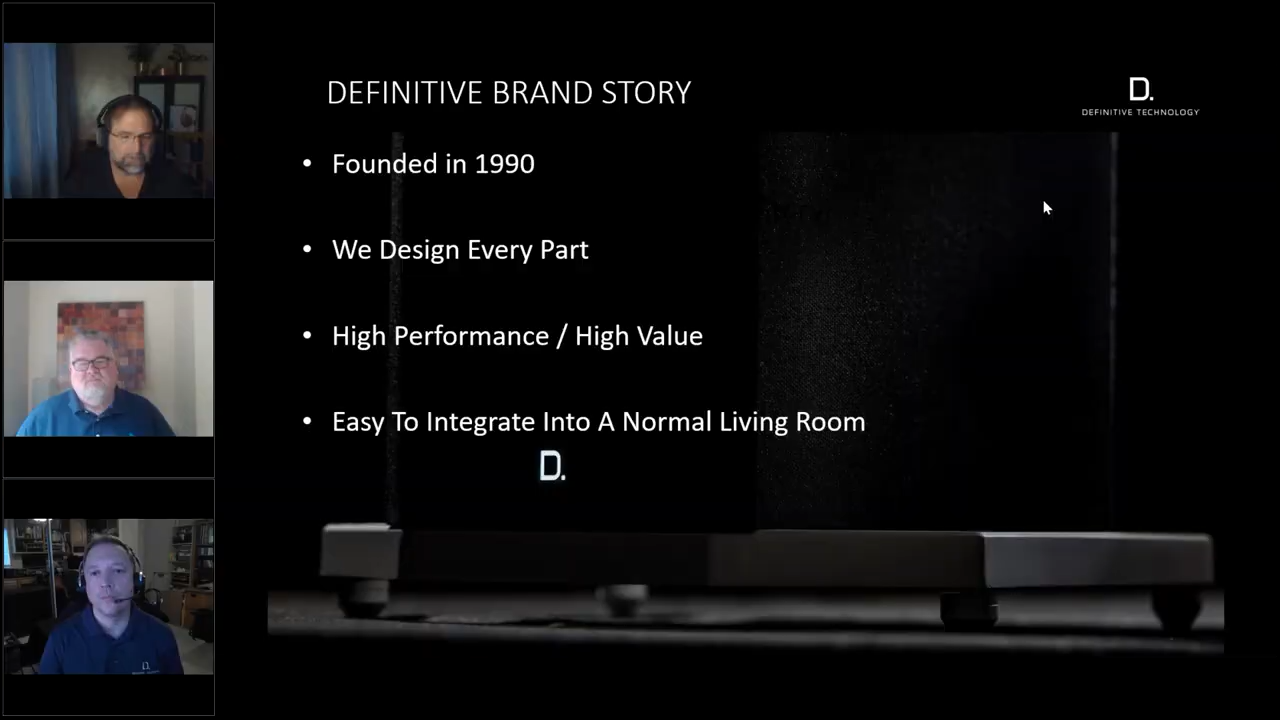 DEFINITIVE BRAND STORY
D.
DEFINITIVE TECHNOLOGY
• Founded in 1990
• We Design Every Part
• High Performance / High Value
• Easy To Integrate Into A Normal Living Room
D.
D.